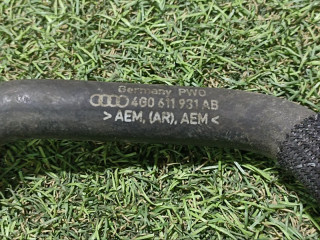 Germany PWO
4G0 611 931 AB
> AEM, (AR), AEM <